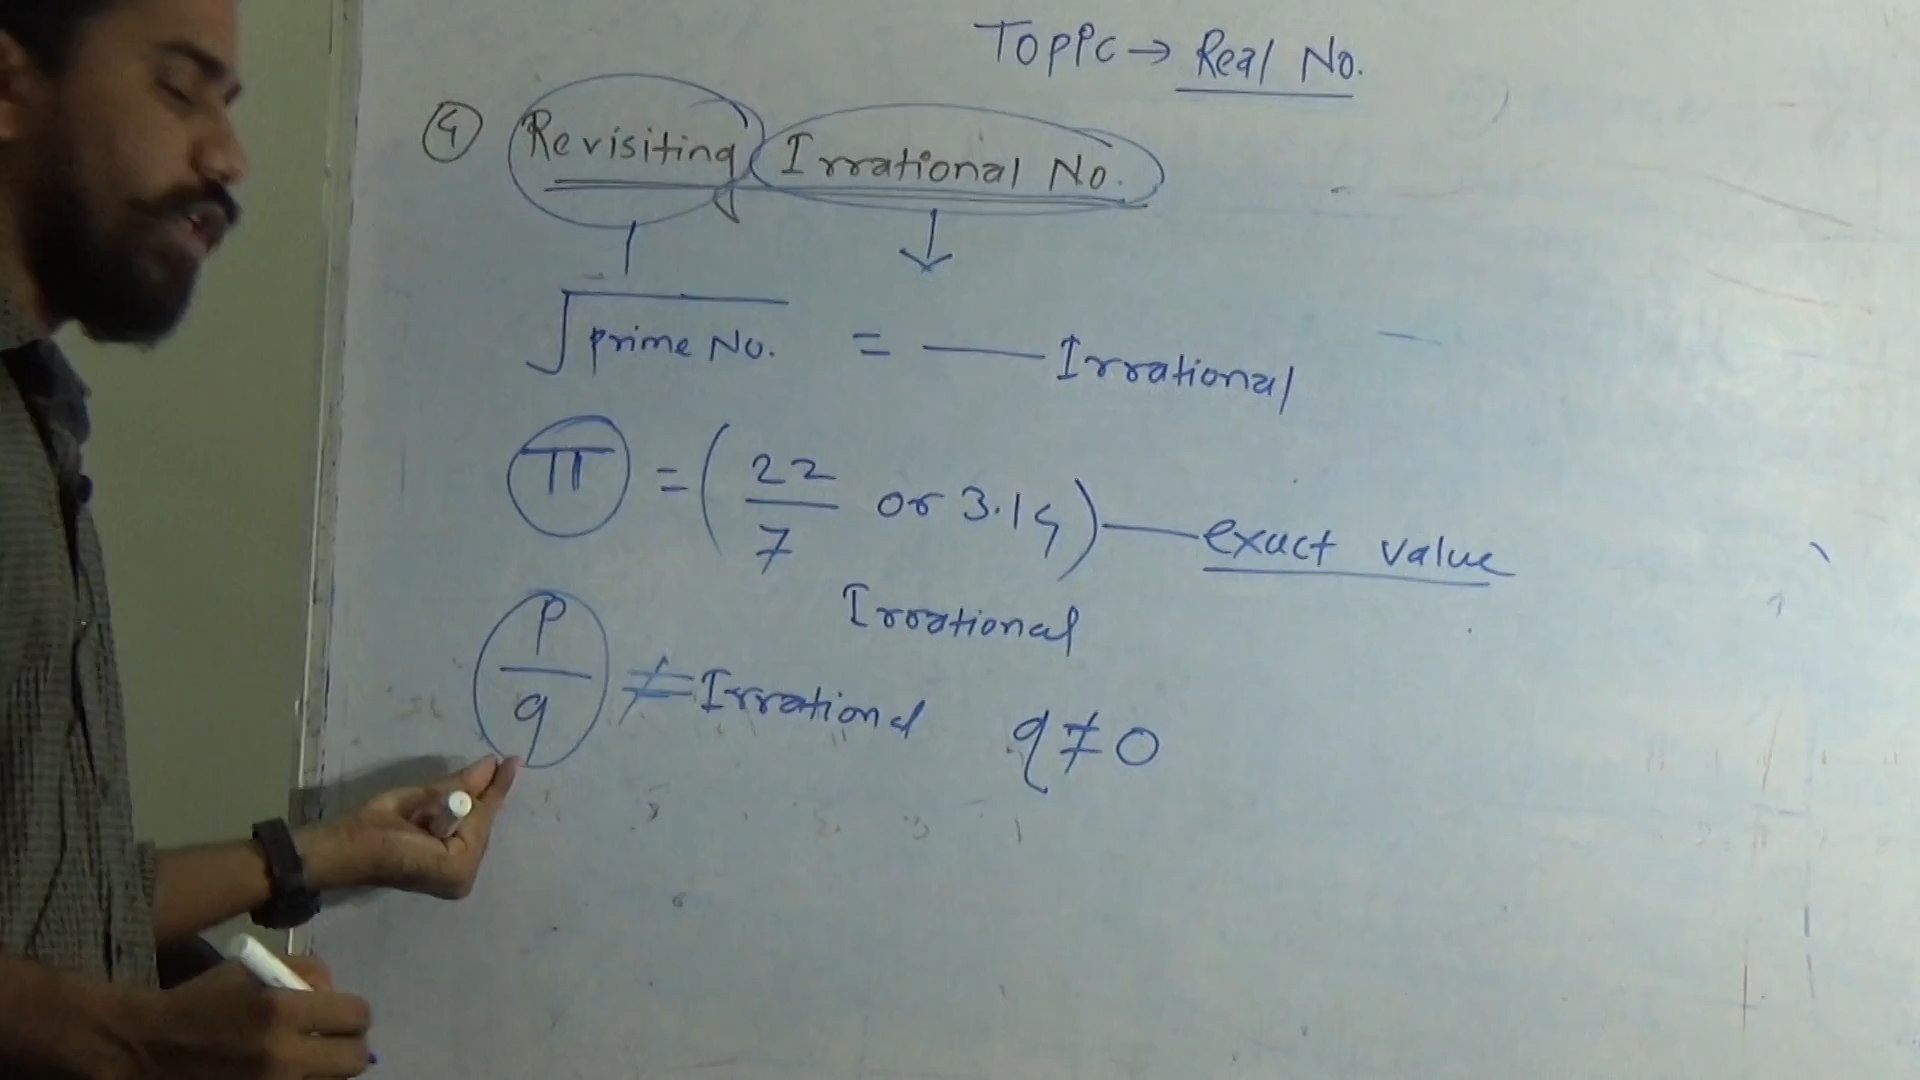 Topic → Real No.
④ Revisiting Irrational No.
√prime No. = — Irrational
π = (22/7 or 3.14) — exact value
Irrational
p/q ≠ Irrational q ≠ 0